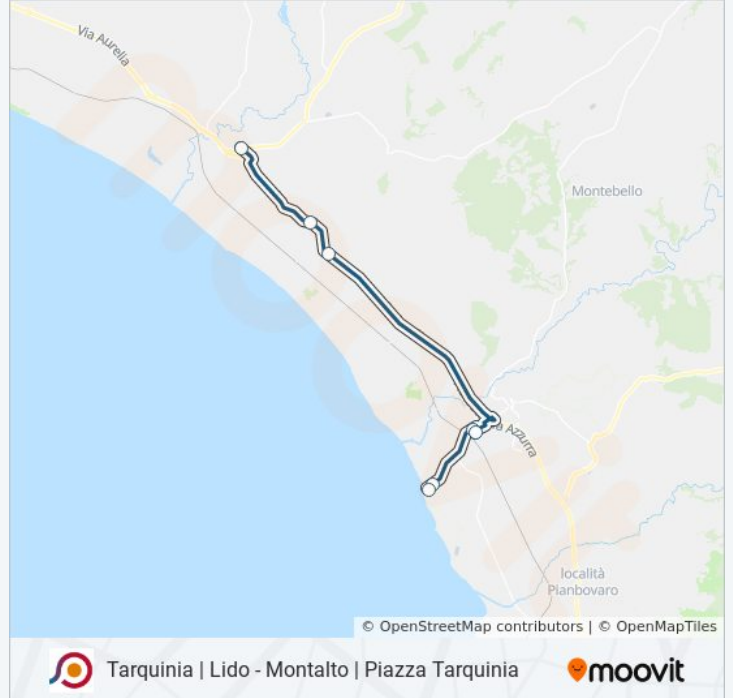 Via Aurelia
Montebello
Azzurra
località
Pianbovaro
© OpenStreetMap contributors | © OpenMapTiles
Tarquinia | Lido - Montalto | Piazza Tarquinia
moovit